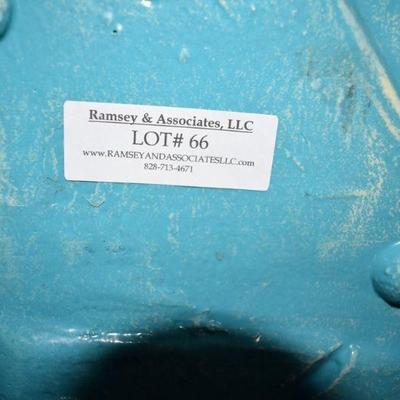 Ramsey & Associates, LLC
LOT# 66
www.RAMSEYANDASSOCIATESLLC.com
828-713-4671